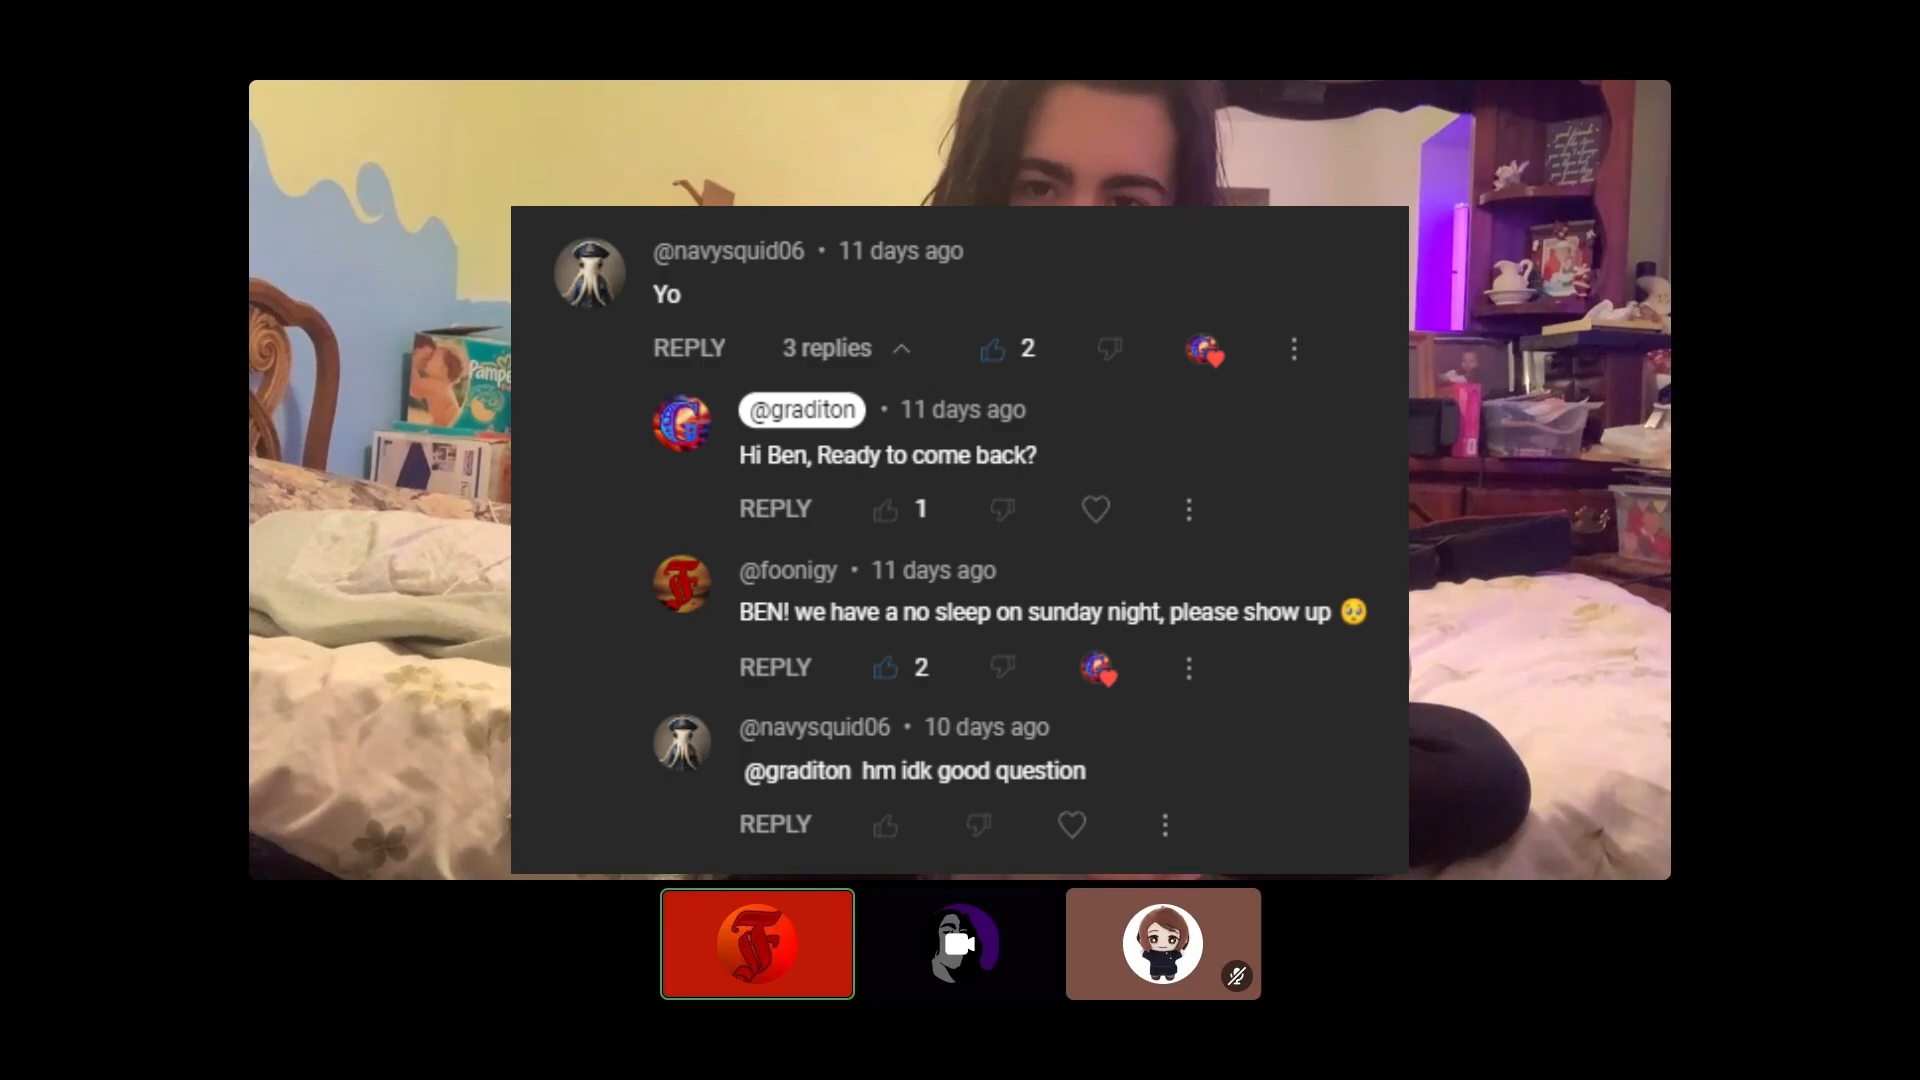 @navysquid06 • 11 days ago
Yo
REPLY 3 replies 2
@graditon • 11 days ago
Hi Ben, Ready to come back?
REPLY 1
@foonigy • 11 days ago
BEN! we have a no sleep on sunday night, please show up 🥺
REPLY 2
@navysquid06 • 10 days ago
@graditon hm idk good question
REPLY
Pampe